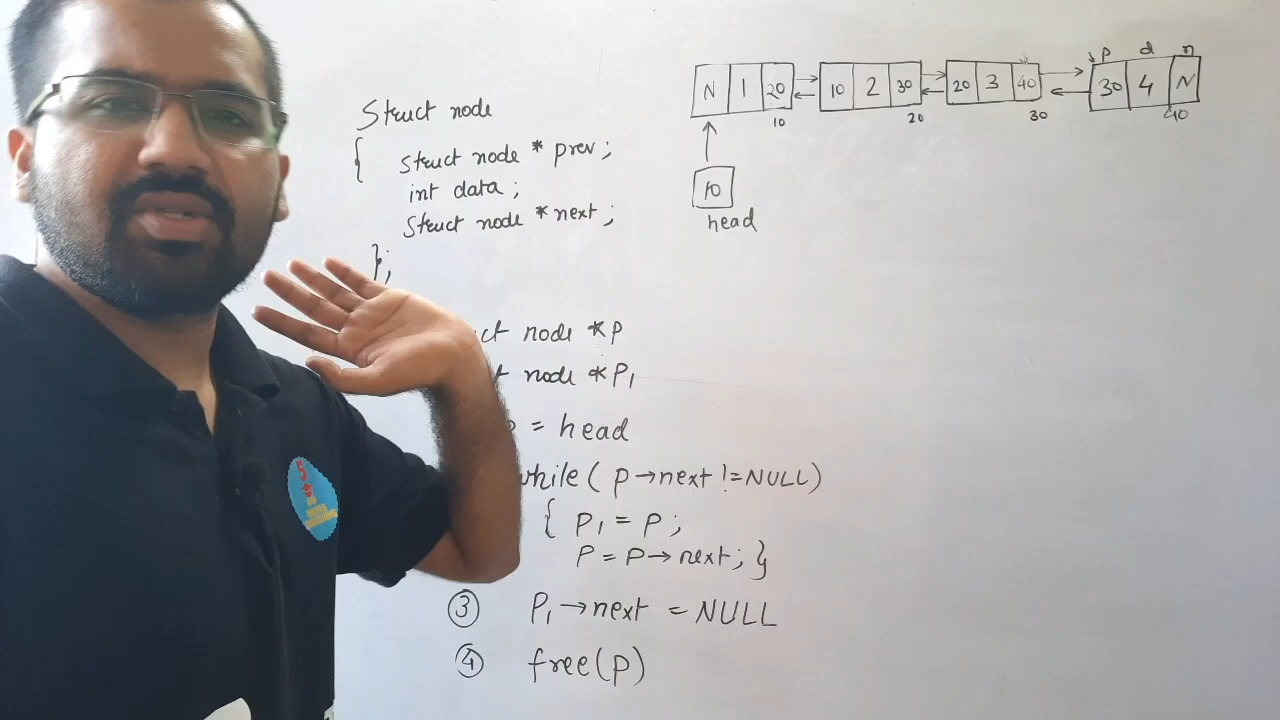 Struct node
{ struct node * prev;
int data;
Struct node * next;
};
node *P
node *P1
= head
while( P→next != NULL)
{ P1 = P;
P = P→next; }
③ P1→next = NULL
④ free(P)
P d n
N 1 20 10 2 30 20 3 40 30 4 N
10 20 30 40
10
head